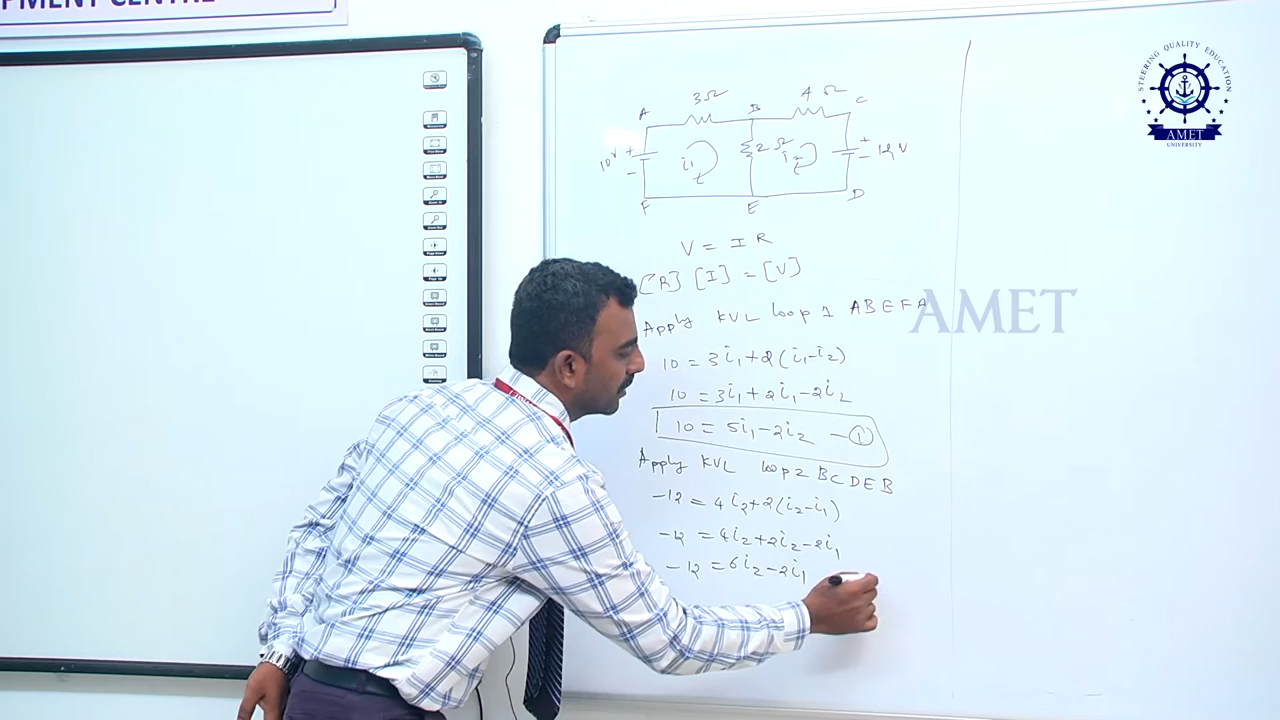 PMENT CENTRE
STEERING QUALITY EDUCATION
AMET
UNIVERSITY
AMET
A 3Ω B 4Ω C
10V + - i₁ 2Ω i₂ + - 12V
F E D
V = I R
[R] [I] = [V]
Apply KVL loop 1 ABEFA
10 = 3i₁+2(i₁-i₂)
10 = 3i₁+2i₁-2i₂
10 = 5i₁-2i₂ — ①
Apply KVL loop 2 BCDEB
-12 = 4i₂+2(i₂-i₁)
-12 = 4i₂+2i₂-2i₁
-12 = 6i₂-2i₁